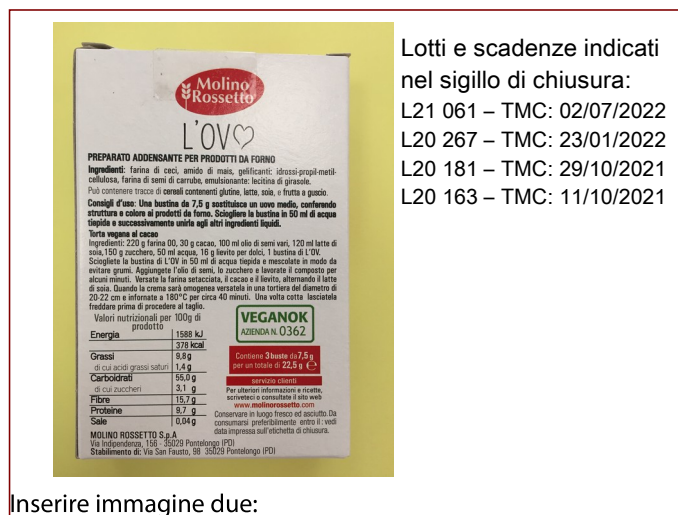 Molino
Rossetto
L'OV
PREPARATO ADDENSANTE PER PRODOTTI DA FORNO
Ingredienti: farina di ceci, amido di mais, gelificanti: idrossi-propil-metil-
cellulosa, farina di semi di carrube, emulsionante: lecitina di girasole.
Può contenere tracce di cereali contenenti glutine, latte, soia, e frutta a guscio.
Consigli d'uso: Una bustina da 7,5 g sostituisce un uovo medio, conferendo
struttura e colore ai prodotti da forno. Sciogliere la bustina in 50 ml di acqua
tiepida e successivamente unirla agli altri ingredienti liquidi.
Torta vegana al cacao
Ingredienti: 220 g farina 00, 30 g cacao, 100 ml olio di semi vari, 120 ml latte di
soia,150 g zucchero, 50 ml acqua, 16 g lievito per dolci, 1 bustina di L'OV.
Sciogliete la bustina di L'OV in 50 ml di acqua tiepida e mescolate in modo da
evitare grumi. Aggiungete l'olio di semi, lo zucchero e lavorate il composto per
alcuni minuti. Versate la farina setacciata, il cacao e il lievito, alternando il latte
di soia. Quando la crema sarà omogenea versatela in una tortiera del diametro di
20-22 cm e infornate a 180°C per circa 40 minuti. Una volta cotta lasciatela
freddare prima di procedere al taglio.
Valori nutrizionali per 100g di
prodotto
Energia 1588 kJ
378 kcal
Grassi 9,8 g
di cui acidi grassi saturi 1,4 g
Carboidrati 55,0 g
di cui zuccheri 3,1 g
Fibre 15,7 g
Proteine 9,7 g
Sale 0,04 g
VEGANOK
AZIENDA N. 0362
Contiene 3 buste da 7,5 g
per un totale di 22,5 g ℮
servizio clienti
Per ulteriori informazioni e ricette,
scriveteci o consultate il sito web
www.molinorossetto.com
Conservare in luogo fresco ed asciutto. Da
consumarsi preferibilmente entro il: vedi
data impressa sull'etichetta di chiusura.
MOLINO ROSSETTO S.p.A
Via Indipendenza, 156 - 35029 Pontelongo (PD)
Stabilimento di: Via San Fausto, 98 35029 Pontelongo (PD)
Lotti e scadenze indicati
nel sigillo di chiusura:
L21 061 – TMC: 02/07/2022
L20 267 – TMC: 23/01/2022
L20 181 – TMC: 29/10/2021
L20 163 – TMC: 11/10/2021
Inserire immagine due: